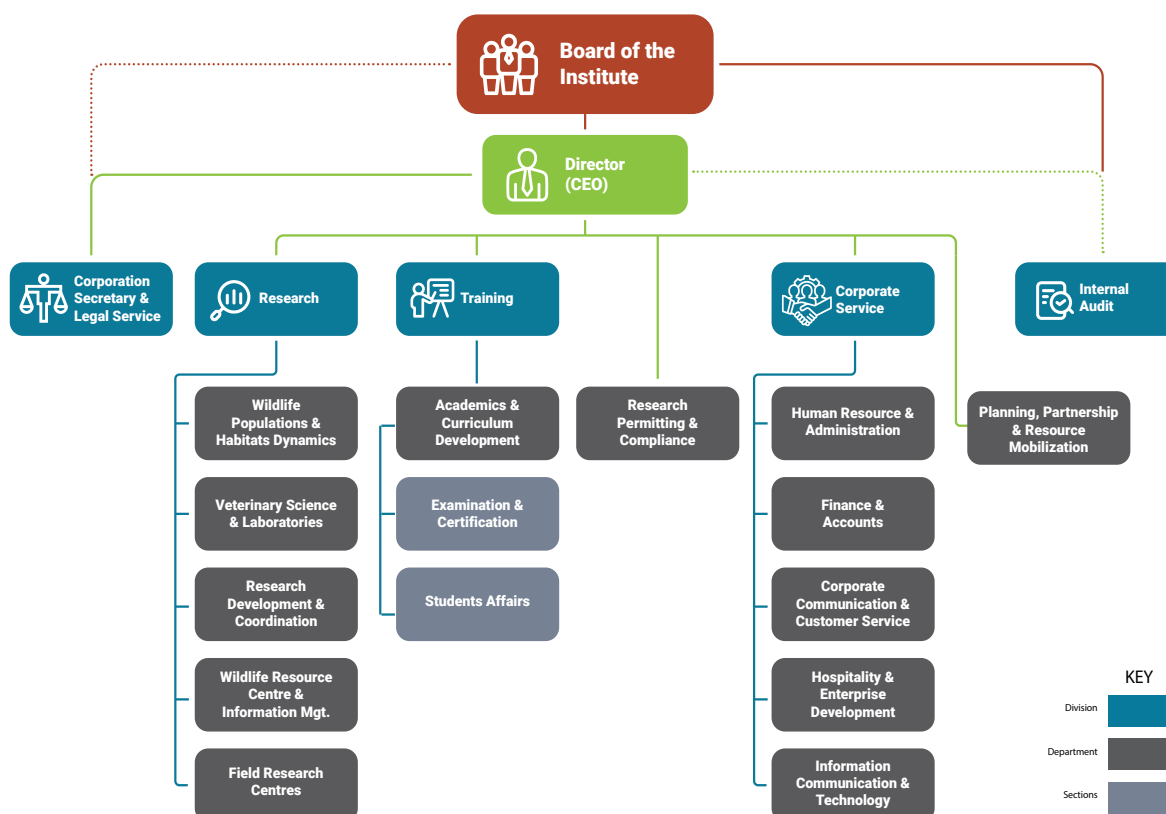 Board of the
Institute
Director
(CEO)
Corporation
Secretary &
Legal Service
Research
Training
Corporate
Service
Internal
Audit
Wildlife
Populations &
Habitats Dynamics
Academics &
Curriculum
Development
Research
Permitting &
Compliance
Human Resource &
Administration
Planning, Partnership
& Resource
Mobilization
Veterinary Science
& Laboratories
Examination &
Certification
Finance &
Accounts
Research
Development &
Coordination
Students Affairs
Corporate
Communication &
Customer Service
Wildlife Resource
Centre &
Information Mgt.
Hospitality &
Enterprise
Development
Field Research
Centres
Information
Communication &
Technology
KEY
Division
Department
Sections